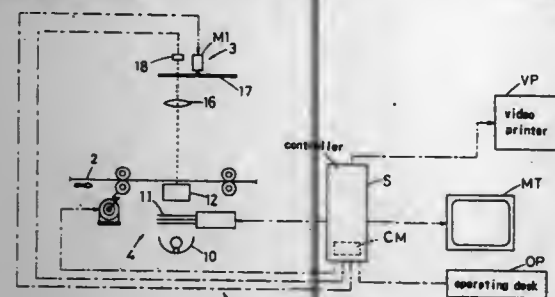 M1
3
18
17
16
VP
video
printer
controller
2
S
MT
12
11
CM
4
10
OP
operating desk